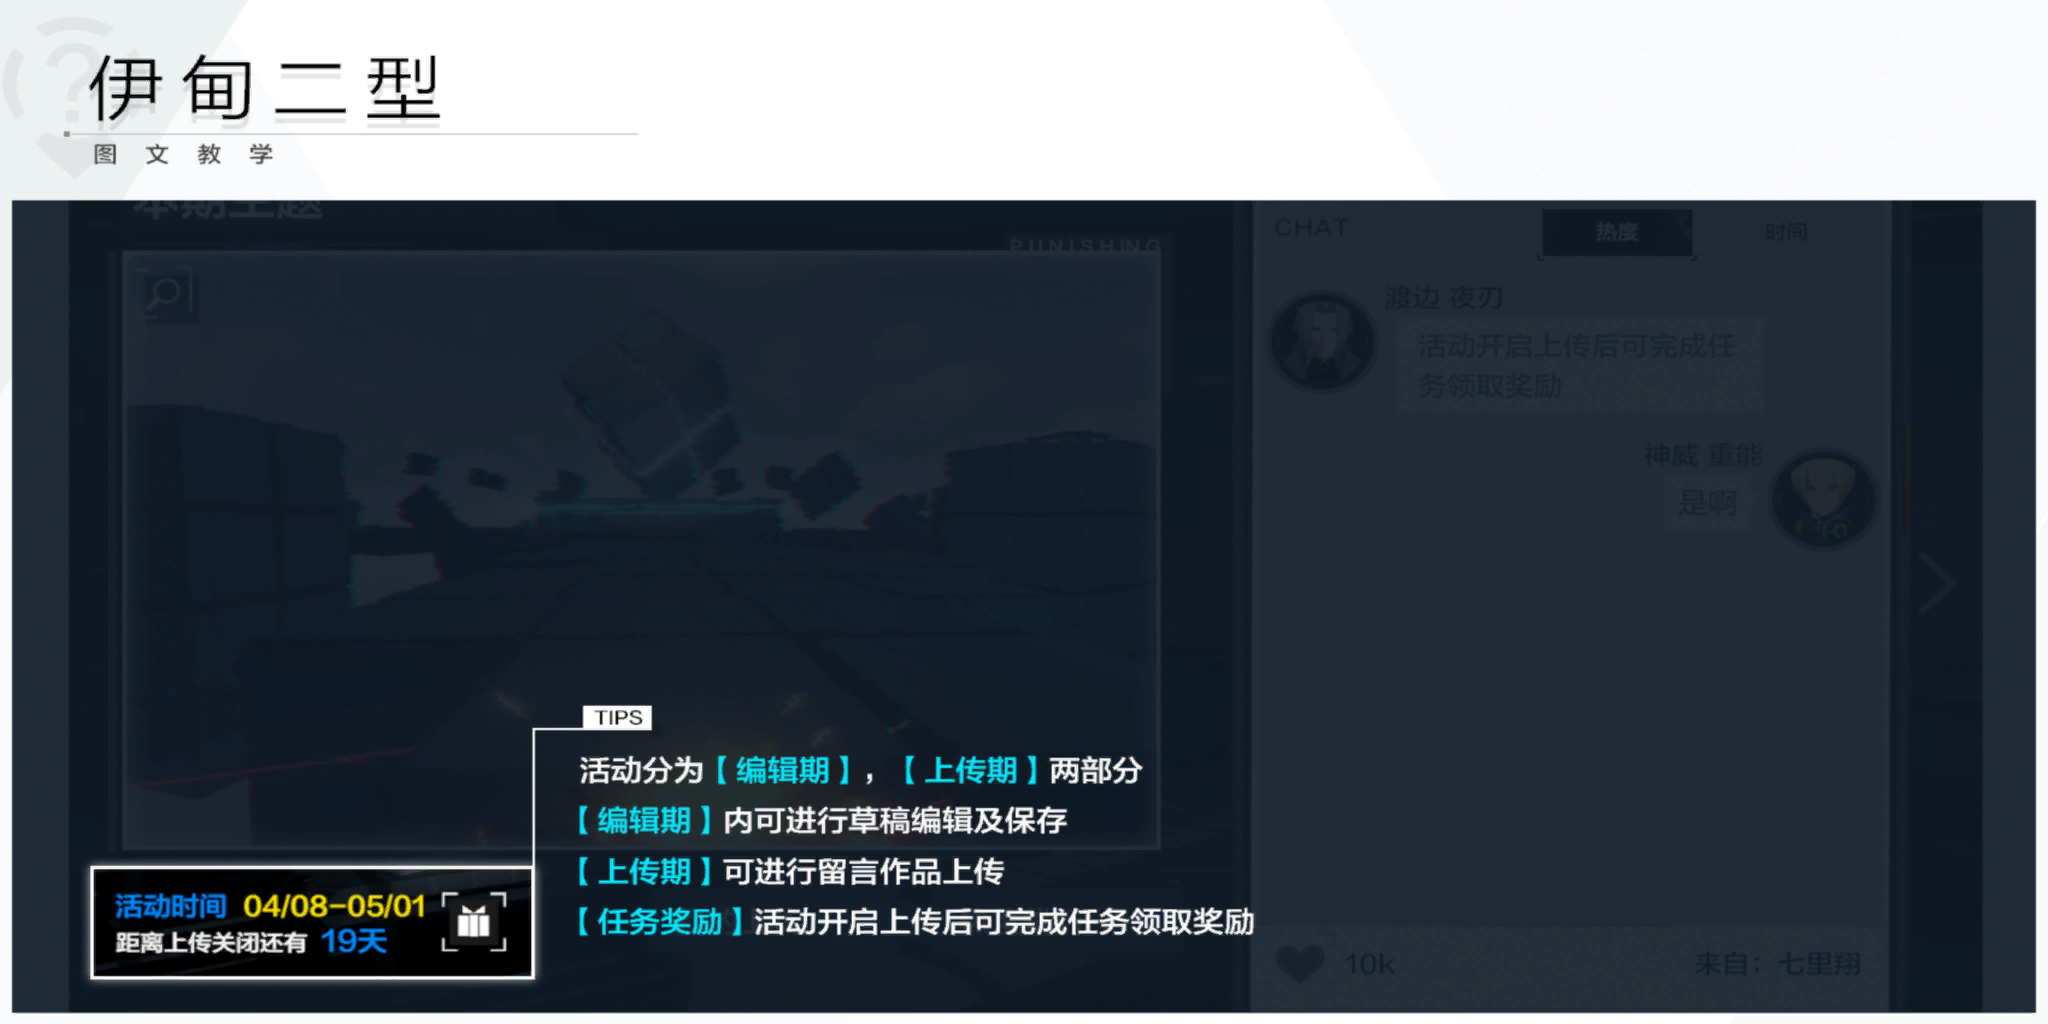 伊甸二型
图文教学
本期主题
PUNISHING
CHAT
热度
时间
渡边 夜刃
活动开启上传后可完成任
务领取奖励
神威 重能
是啊
TIPS
活动分为【编辑期】，【上传期】两部分
【编辑期】内可进行草稿编辑及保存
【上传期】可进行留言作品上传
【任务奖励】活动开启上传后可完成任务领取奖励
活动时间 04/08-05/01
距离上传关闭还有 19天
10k
来自：七里翔